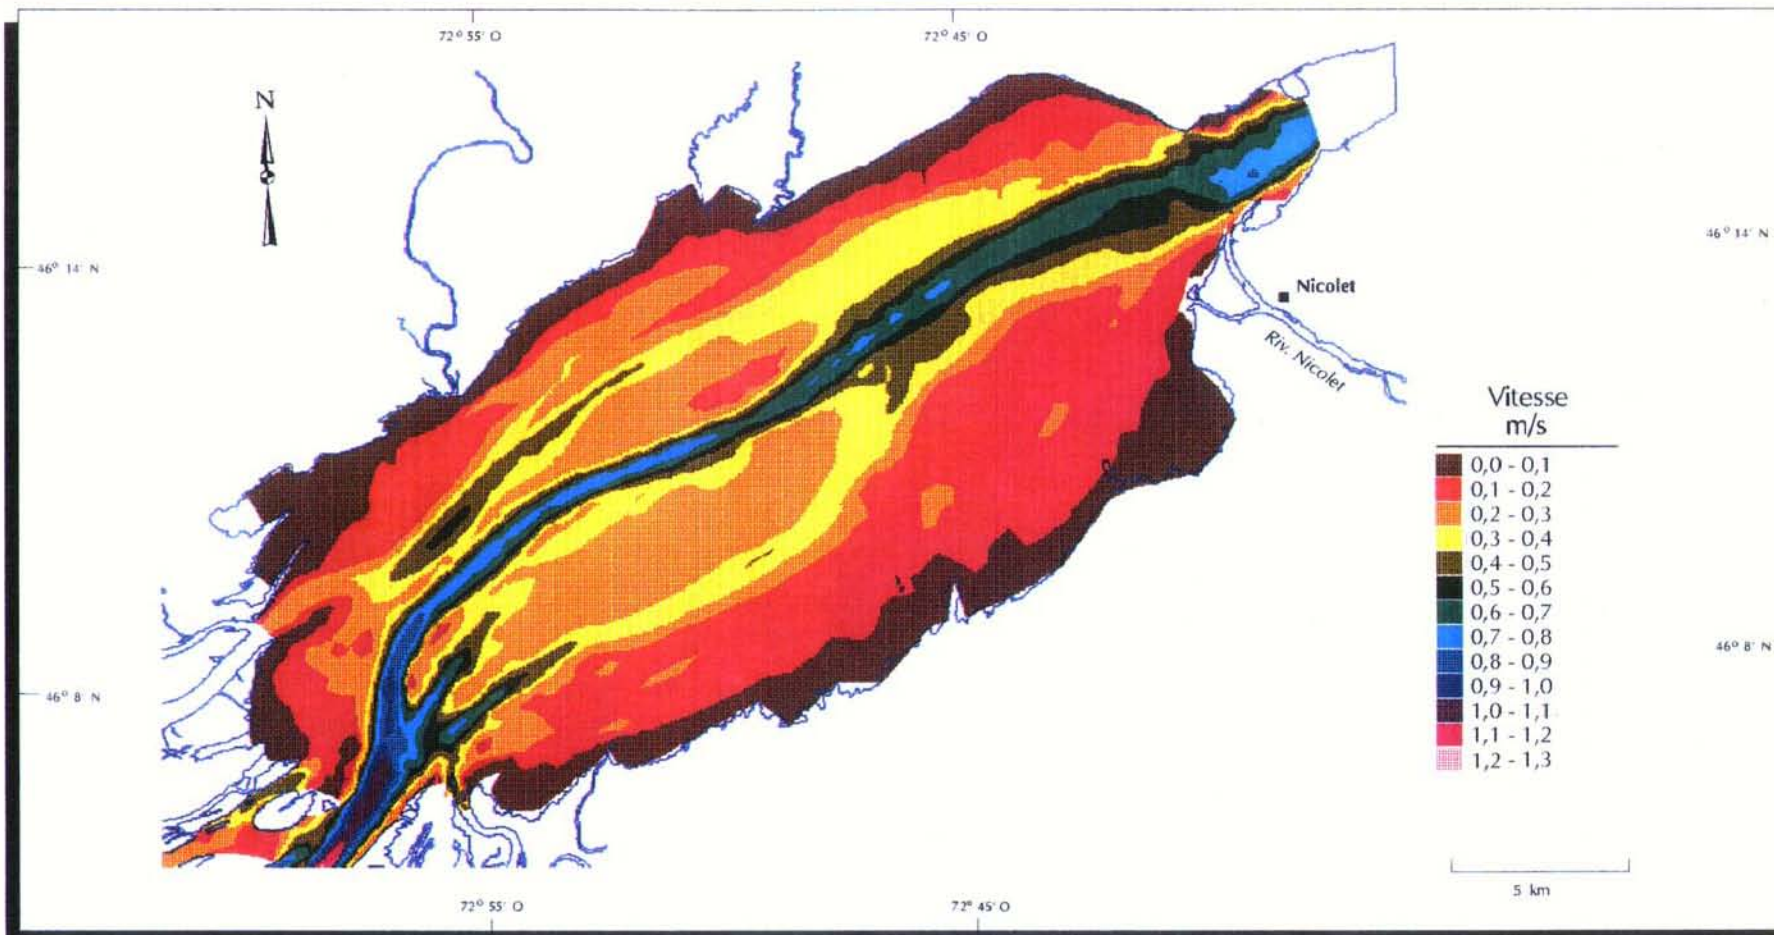 72° 55' O
72° 45' O
N
46° 14' N
46° 14' N
Nicolet
Riv. Nicolet
Vitesse
m/s
0,0 - 0,1
0,1 - 0,2
0,2 - 0,3
0,3 - 0,4
0,4 - 0,5
0,5 - 0,6
0,6 - 0,7
0,7 - 0,8
0,8 - 0,9
0,9 - 1,0
1,0 - 1,1
1,1 - 1,2
1,2 - 1,3
46° 8' N
46° 8' N
5 km
72° 55' O
72° 45' O